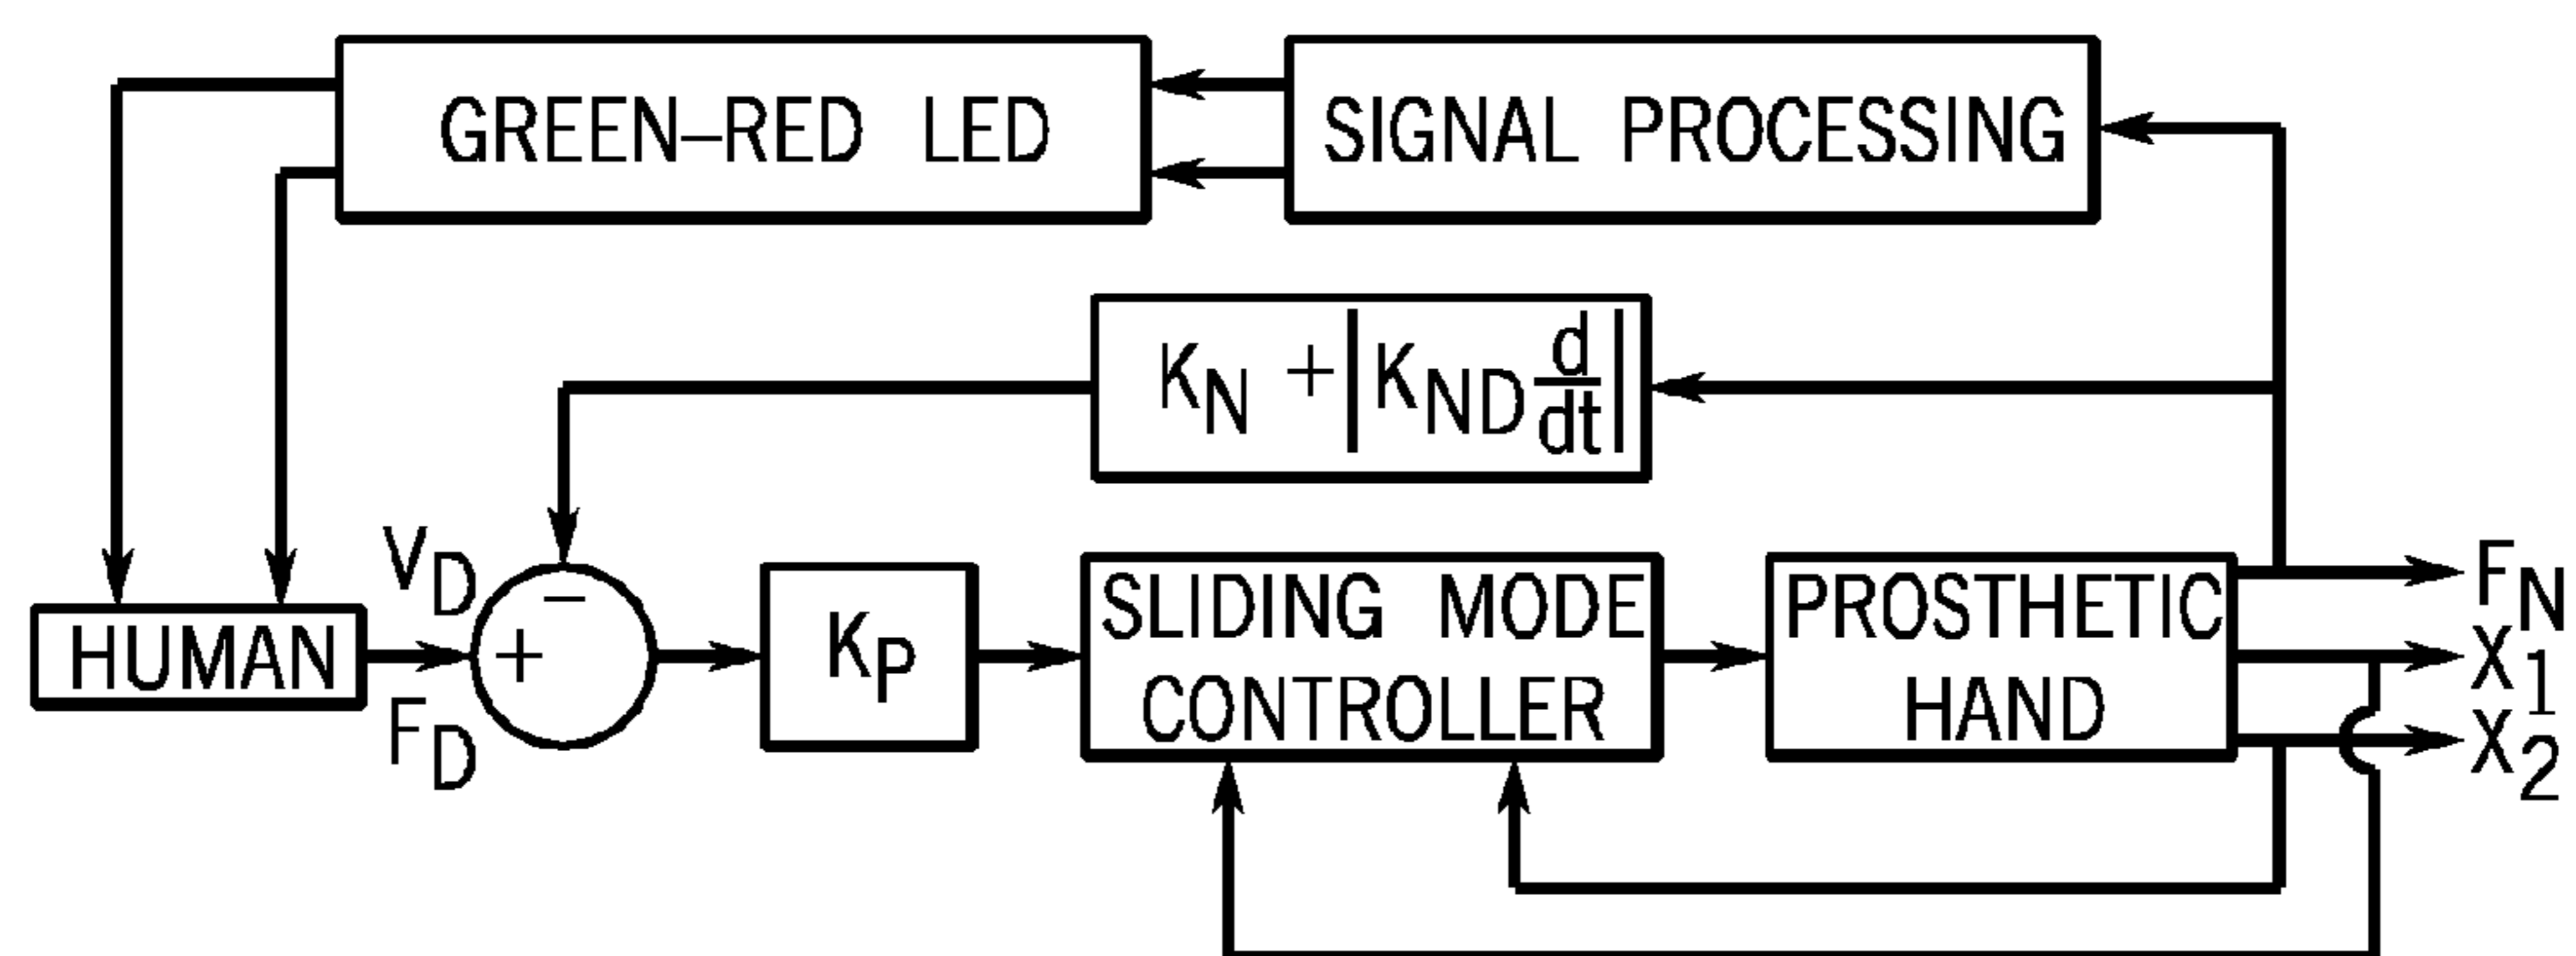 GREEN–RED LED
SIGNAL PROCESSING
K_N + |K_ND d/dt|
V_D
F_D
HUMAN
–
+
K_P
SLIDING MODE
CONTROLLER
PROSTHETIC
HAND
F_N
X_1
X_2